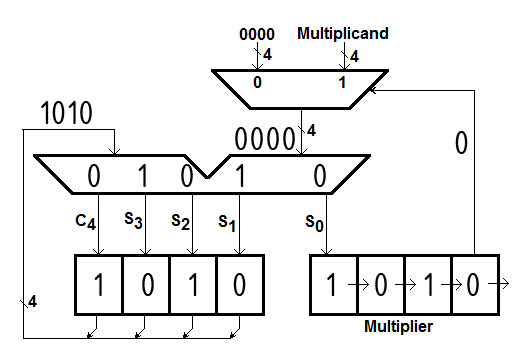 0000 Multiplicand
4 4
0 1
1010
0000 4
0
0 1 0 1 0
C4 S3 S2 S1 S0
1 0 1 0 1 0 1 0
4
Multiplier